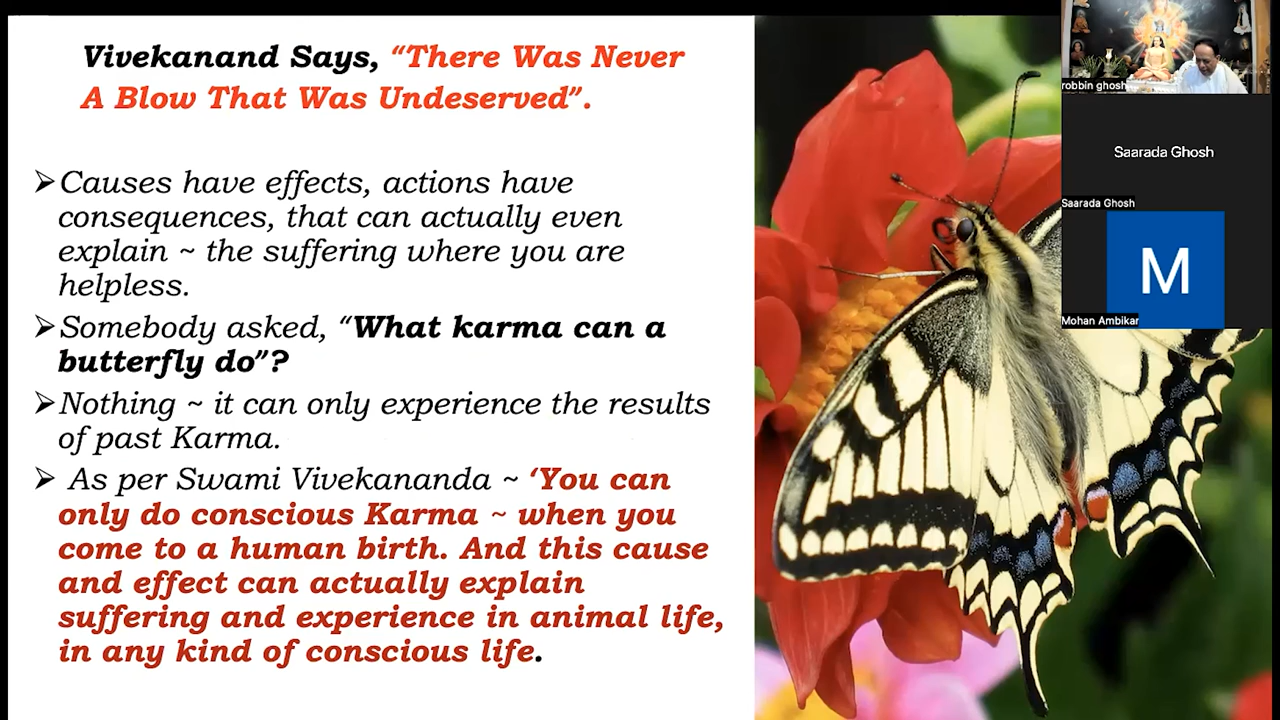 Vivekanand Says, “There Was Never
A Blow That Was Undeserved”.
➢Causes have effects, actions have
consequences, that can actually even
explain ~ the suffering where you are
helpless.
➢Somebody asked, “What karma can a
butterfly do”?
➢Nothing ~ it can only experience the results
of past Karma.
➢ As per Swami Vivekananda ~ ‘You can
only do conscious Karma ~ when you
come to a human birth. And this cause
and effect can actually explain
suffering and experience in animal life,
in any kind of conscious life.
robbin ghosh
Saarada Ghosh
Saarada Ghosh
M
Mohan Ambikar